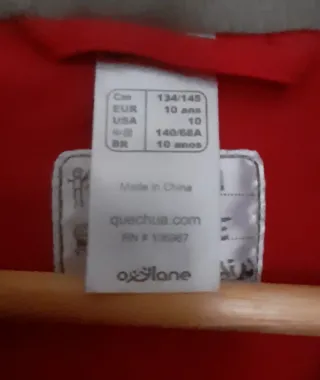 Cm 134/145
EUR 10 ans
USA 10
中国 140/68A
BR 10 anos
Made in China
quechua.com
oxylane